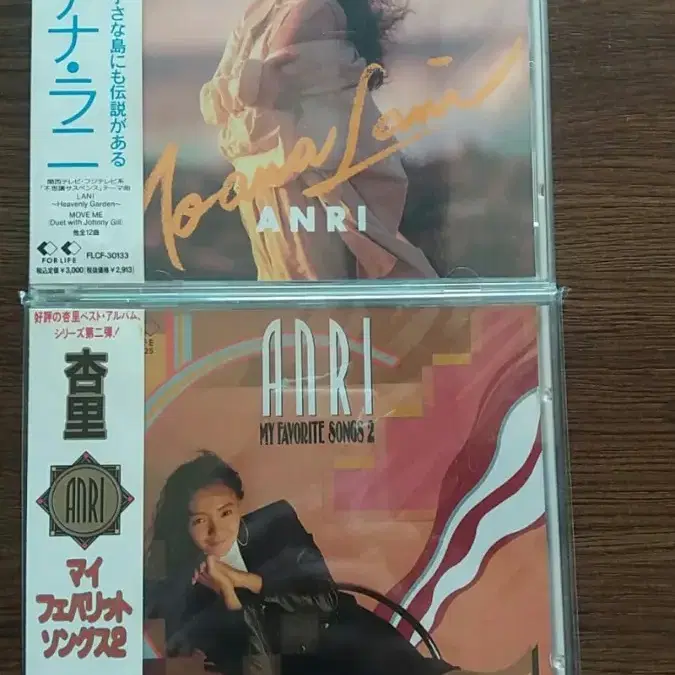 さな島にも伝説がある
ナ・ラニ
関西テレビ・フジテレビ系
「不思議サスペンス」テーマ曲
LANI
~Heavenly Garden~
MOVE ME
(Duet with Johnny Gill)
他全12曲
FOR LIFE
FLCF-30133
税込定価¥3,000(税抜価格¥2,913)
Moana Lani
ANRI
好評の杏里ベスト・アルバム、
シリーズ第二弾!
杏里
ANRI
マイ
フェバリット
ソングス2
ANRI
MY FAVORITE SONGS 2